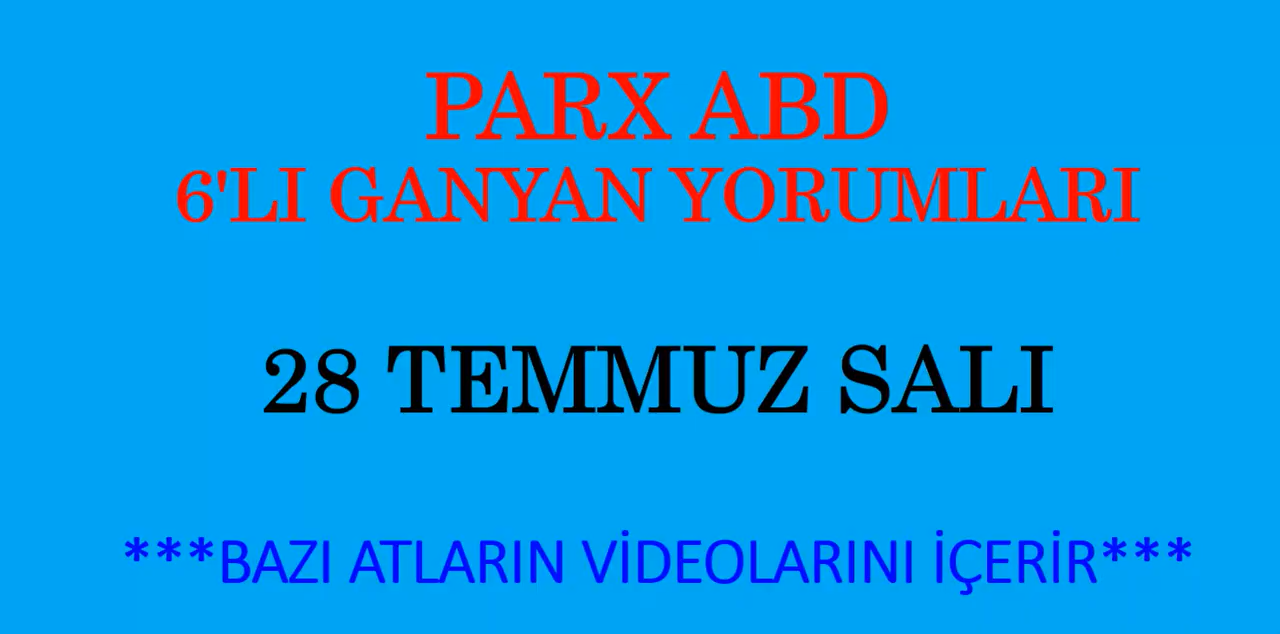 PARX ABD
6'LI GANYAN YORUMLARI
28 TEMMUZ SALI
***BAZI ATLARIN VİDEOLARINI İÇERİR***